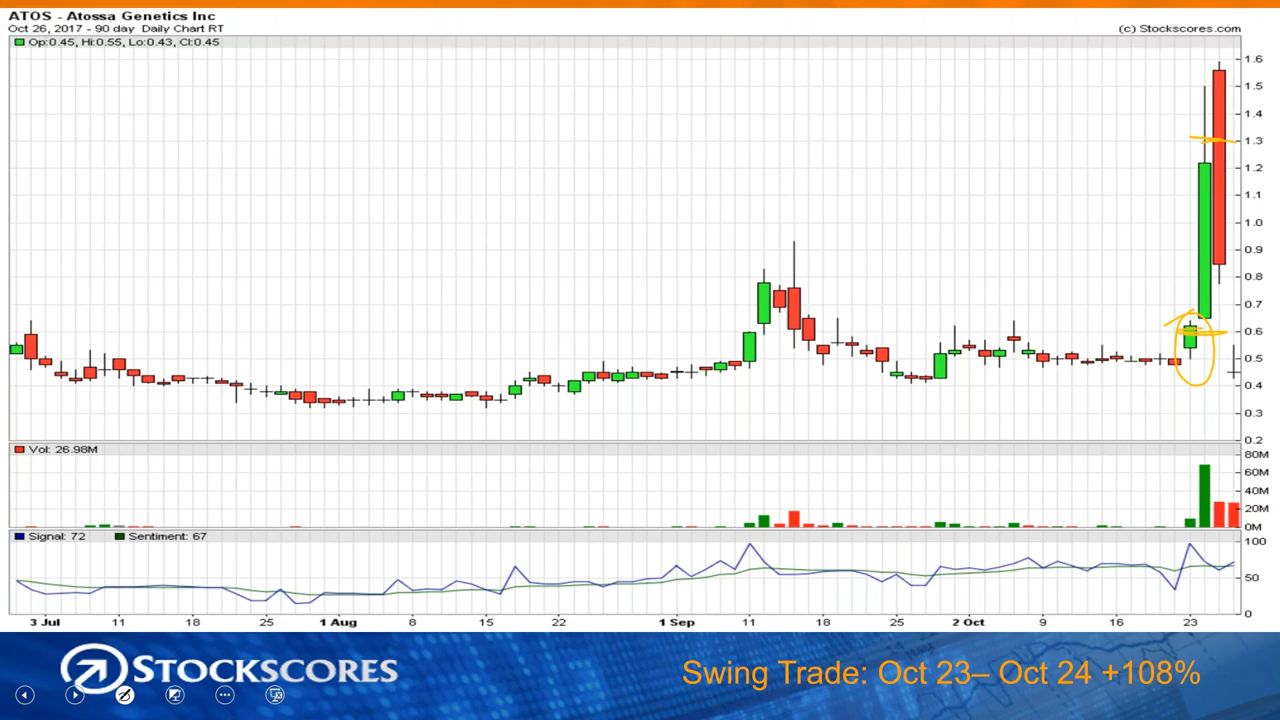 ATOS - Atossa Genetics Inc
Oct 26, 2017 - 90 day Daily Chart RT
(c) Stockscores.com
Op:0.45, Hi:0.55, Lo:0.43, Cl:0.45
1.6
1.5
1.4
1.3
1.2
1.1
1.0
0.9
0.8
0.7
0.6
0.5
0.4
0.3
0.2
Vol: 26.98M
80M
60M
40M
20M
0M
Signal: 72 Sentiment: 67
100
50
0
3 Jul 11 18 25 1 Aug 8 15 22 1 Sep 11 18 25 2 Oct 9 16 23
STOCKSCORES
Swing Trade: Oct 23– Oct 24 +108%